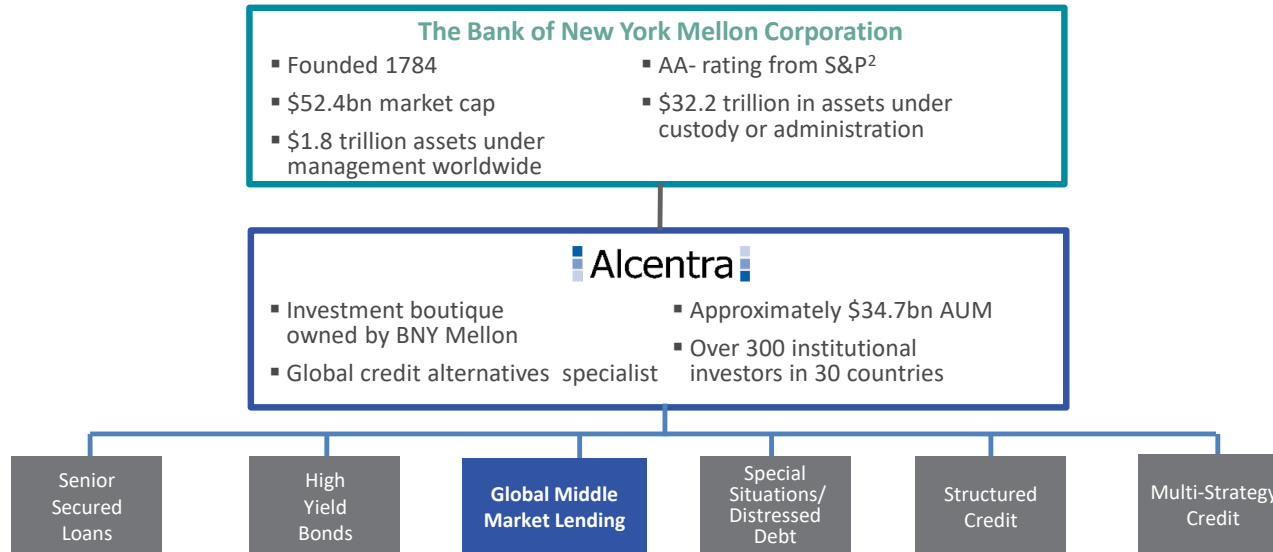 The Bank of New York Mellon Corporation
▪ Founded 1784
▪ $52.4bn market cap
▪ $1.8 trillion assets under
management worldwide
▪ AA- rating from S&P²
▪ $32.2 trillion in assets under
custody or administration
Alcentra
▪ Investment boutique
owned by BNY Mellon
▪ Global credit alternatives specialist
▪ Approximately $34.7bn AUM
▪ Over 300 institutional
investors in 30 countries
Senior
Secured
Loans
High
Yield
Bonds
Global Middle
Market Lending
Special
Situations/
Distressed
Debt
Structured
Credit
Multi-Strategy
Credit